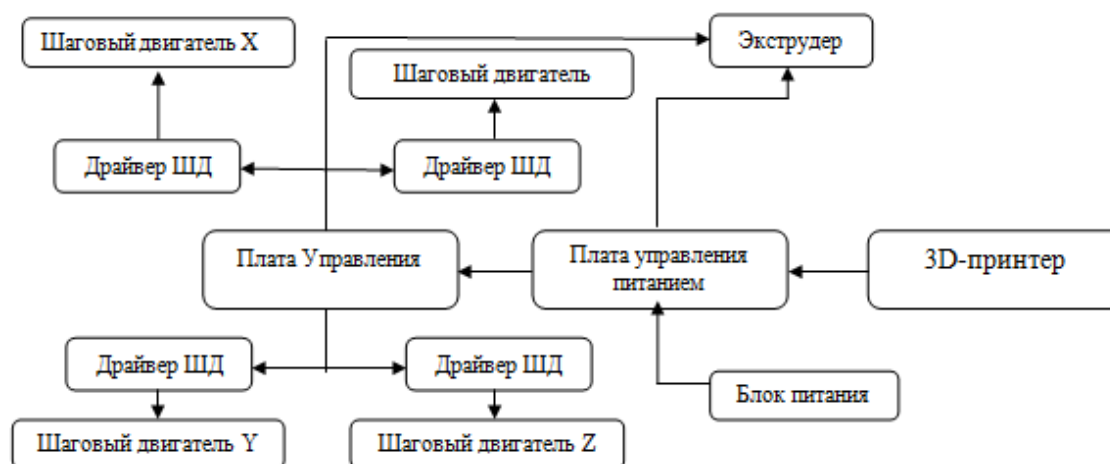 Шаговый двигатель X
Экструдер
Шаговый двигатель
Драйвер ШД
Драйвер ШД
Плата Управления
Плата управления
питанием
3D-принтер
Драйвер ШД
Драйвер ШД
Блок питания
Шаговый двигатель Y
Шаговый двигатель Z